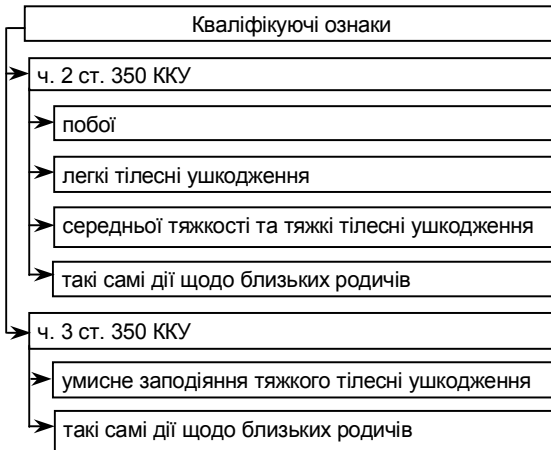 Кваліфікуючі ознаки
ч. 2 ст. 350 ККУ
побої
легкі тілесні ушкодження
середньої тяжкості та тяжкі тілесні ушкодження
такі самі дії щодо близьких родичів
ч. 3 ст. 350 ККУ
умисне заподіяння тяжкого тілесні ушкодження
такі самі дії щодо близьких родичів